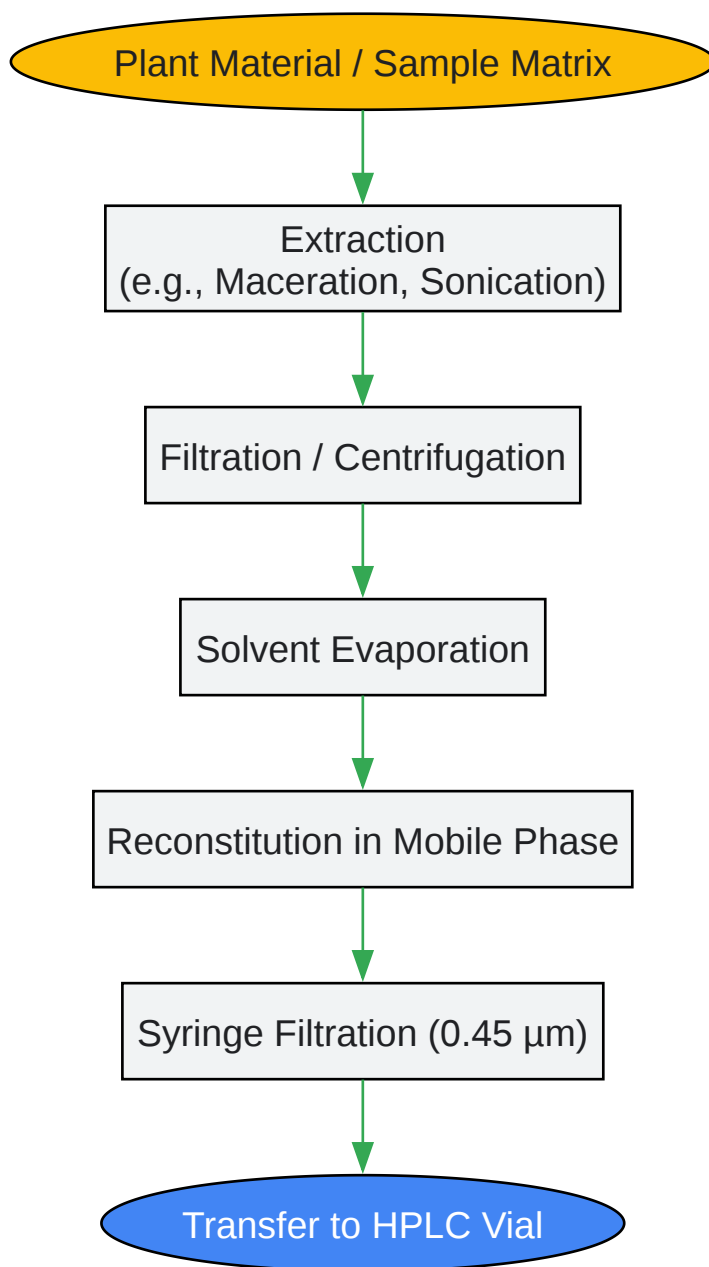 Plant Material / Sample Matrix
Extraction
(e.g., Maceration, Sonication)
Filtration / Centrifugation
Solvent Evaporation
Reconstitution in Mobile Phase
Syringe Filtration (0.45 µm)
Transfer to HPLC Vial